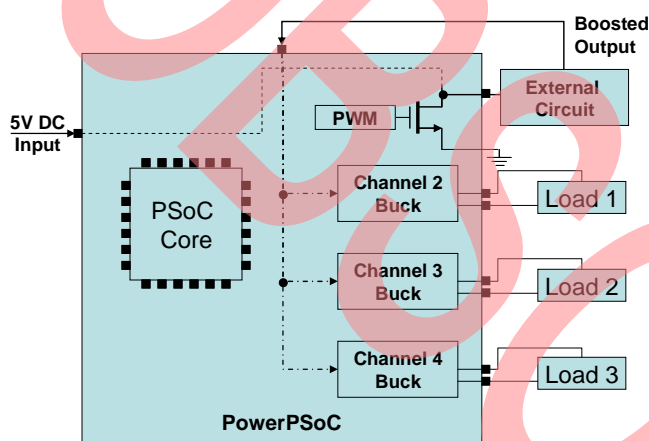 Boosted
Output
External
Circuit
5V DC
Input
PWM
PSoC
Core
Channel 2
Buck
Load 1
Channel 3
Buck
Load 2
Channel 4
Buck
Load 3
PowerPSoC